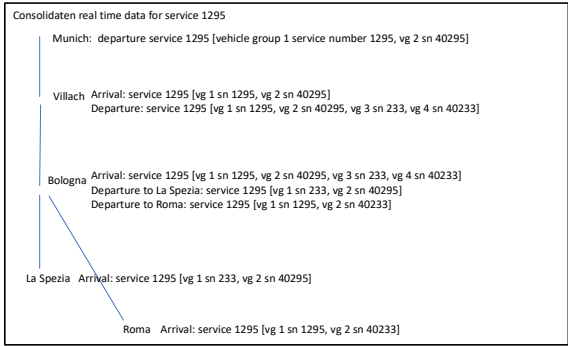 Consolidaten real time data for service 1295
Munich: departure service 1295 [vehicle group 1 service number 1295, vg 2 sn 40295]
Villach Arrival: service 1295 [vg 1 sn 1295, vg 2 sn 40295]
Departure: service 1295 [vg 1 sn 1295, vg 2 sn 40295, vg 3 sn 233, vg 4 sn 40233]
Bologna Arrival: service 1295 [vg 1 sn 1295, vg 2 sn 40295, vg 3 sn 233, vg 4 sn 40233]
Departure to La Spezia: service 1295 [vg 1 sn 233, vg 2 sn 40295]
Departure to Roma: service 1295 [vg 1 sn 1295, vg 2 sn 40233]
La Spezia Arrival: service 1295 [vg 1 sn 233, vg 2 sn 40295]
Roma Arrival: service 1295 [vg 1 sn 1295, vg 2 sn 40233]